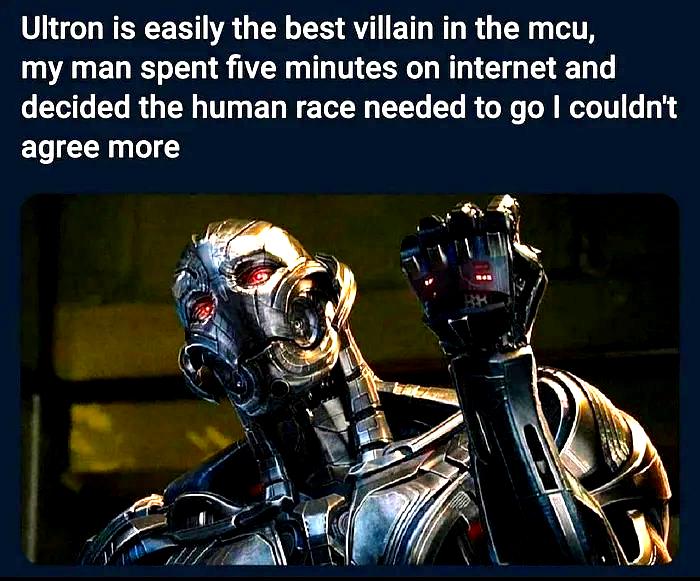 Ultron is easily the best villain in the mcu,
my man spent five minutes on internet and
decided the human race needed to go I couldn't
agree more